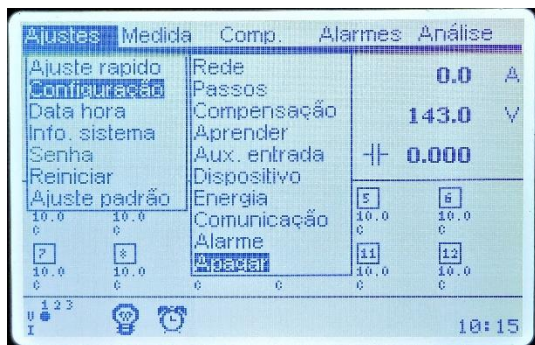 Ajustes Medida Comp. Alarmes Análise
Ajuste rapido
Configuração
Data hora
Info. sistema
Senha
Reiniciar
Ajuste padrão
Rede
Passos
Compensação
Aprender
Aux. entrada
Dispositivo
Energia
Comunicação
Alarme
Apagar
0.0 A
143.0 V
0.000
5 6
10.0 10.0 10.0 10.0
C C C C
7 8 11 12
10.0 10.0 10.0 10.0
C C C C C C
1 2 3
U
I
10:15